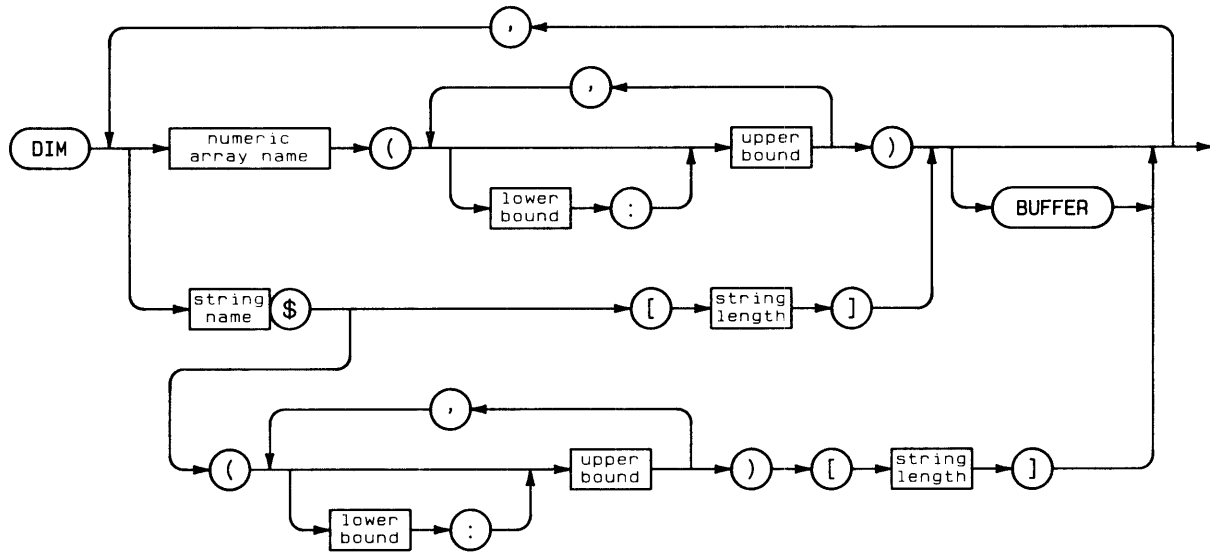 ,
,
DIM
numeric
array name
(
upper
bound
)
lower
bound
:
BUFFER
string
name
$
[
string
length
]
,
(
upper
bound
)
[
string
length
]
lower
bound
: